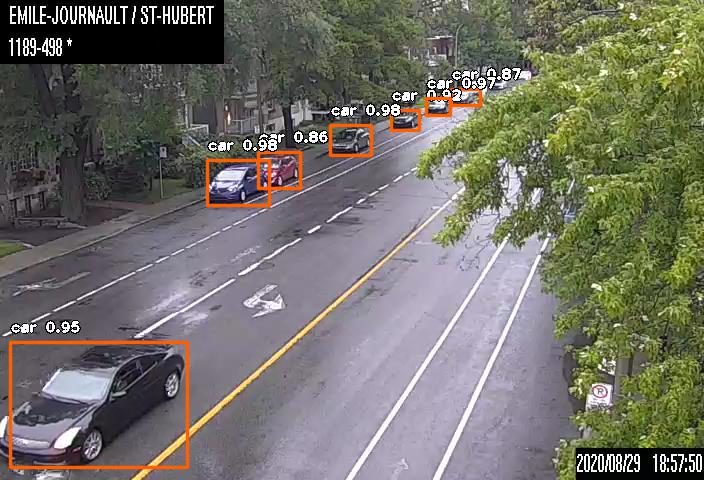 EMILE-JOURNAULT / ST-HUBERT
1189-498 *
car 0.87
car 0.97
car 0.92
car 0.98
car 0.86
car 0.98
car 0.95
P
2020/08/29 18:57:50